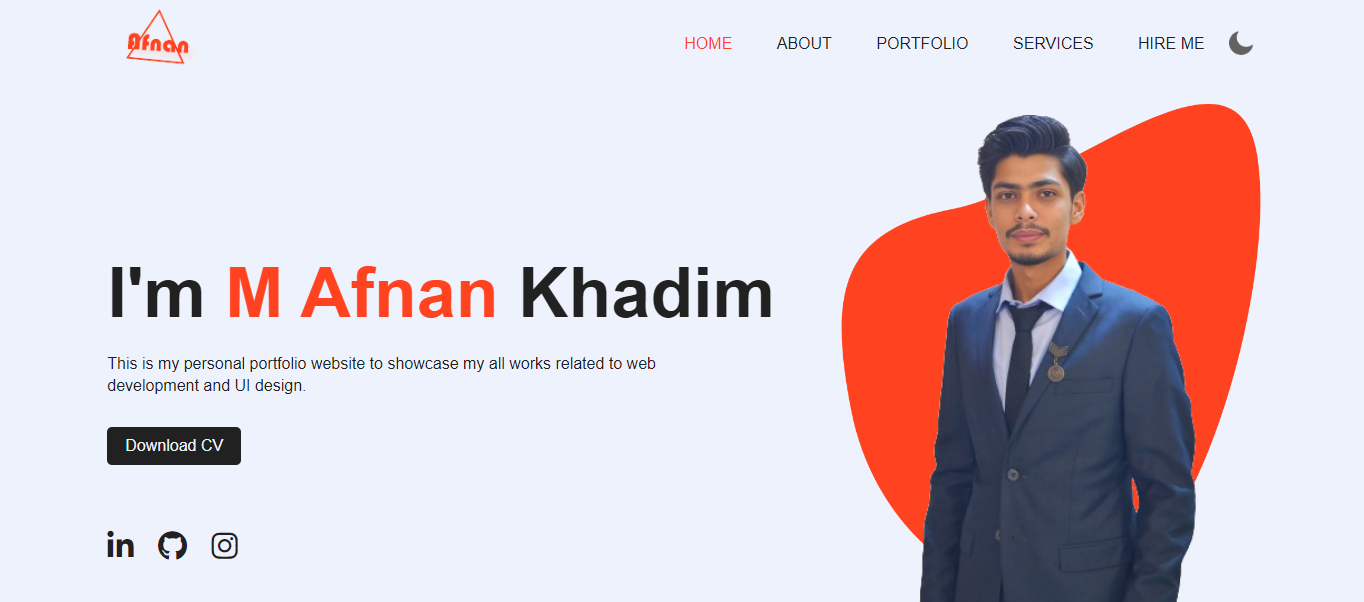 Afnan
HOME ABOUT PORTFOLIO SERVICES HIRE ME
I'm M Afnan Khadim
This is my personal portfolio website to showcase my all works related to web
development and UI design.
Download CV
in